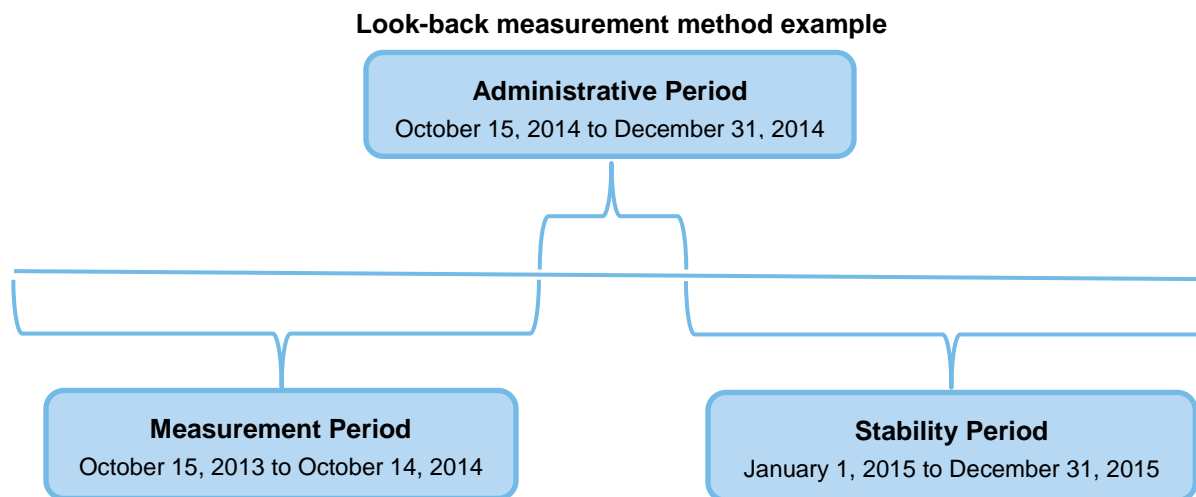 Look-back measurement method example
Administrative Period
October 15, 2014 to December 31, 2014
Measurement Period
October 15, 2013 to October 14, 2014
Stability Period
January 1, 2015 to December 31, 2015